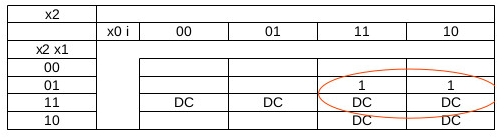 x2
x0 i 00 01 11 10
x2 x1
00
01 1 1
11 DC DC DC DC
10 DC DC